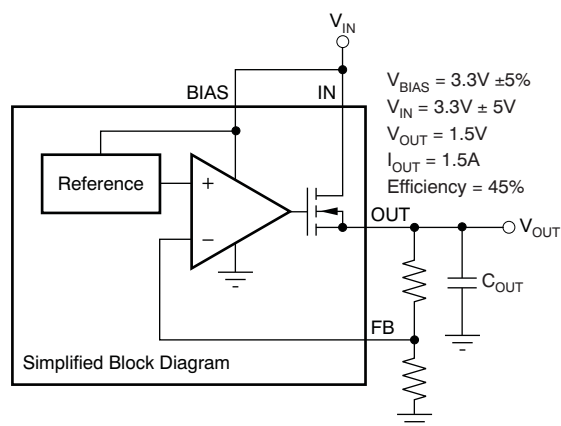 V_IN
BIAS
IN
V_BIAS = 3.3V ±5%
V_IN = 3.3V ± 5V
V_OUT = 1.5V
I_OUT = 1.5A
Efficiency = 45%
Reference
+
−
OUT
V_OUT
C_OUT
FB
Simplified Block Diagram